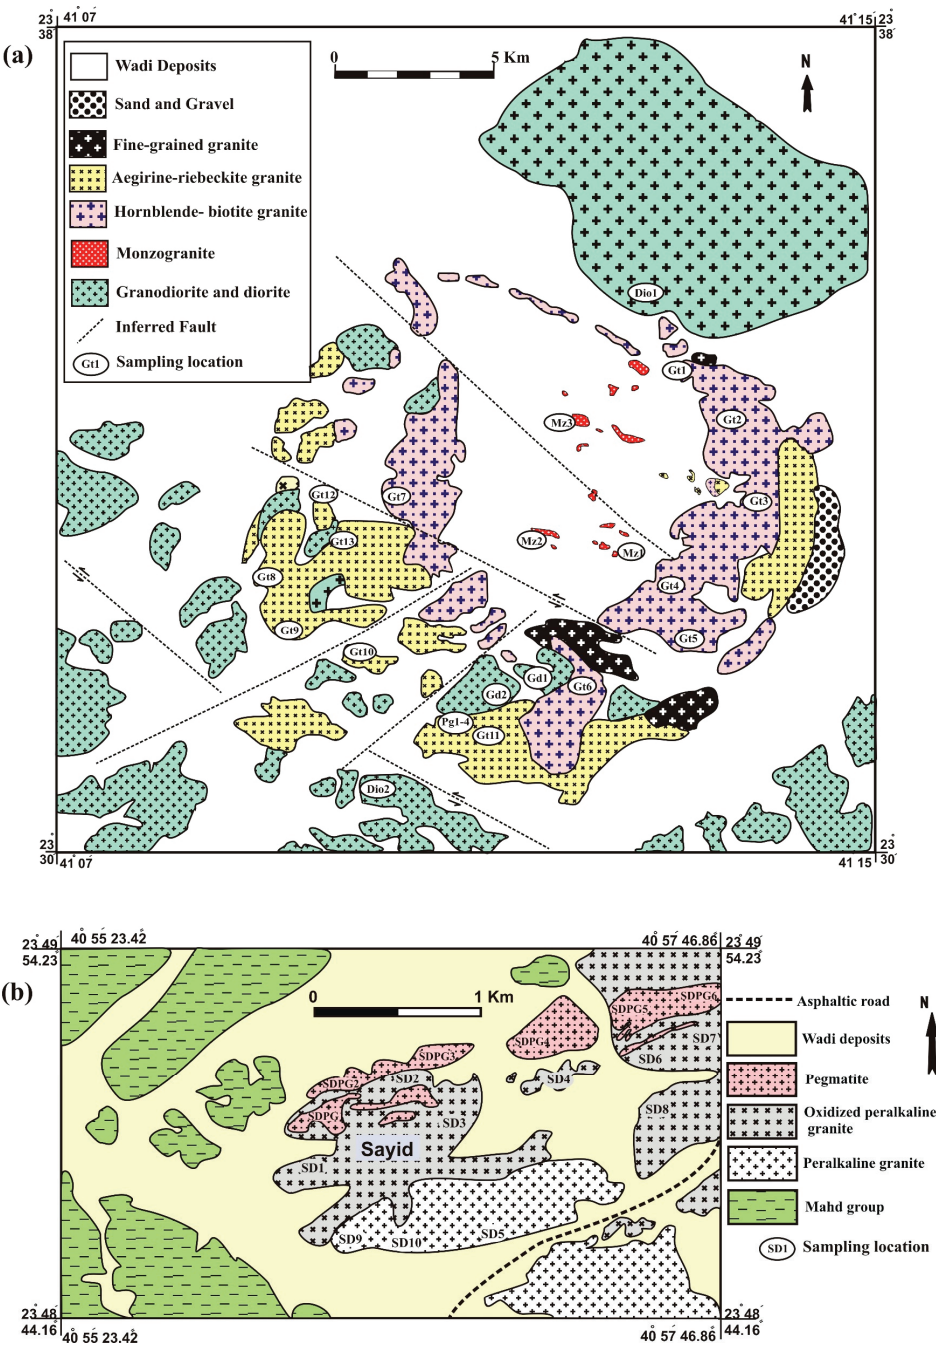 23° 41° 07′
38′
41° 15′ 23°
38′
(a)
Wadi Deposits
Sand and Gravel
Fine-grained granite
Aegirine-riebeckite granite
Hornblende- biotite granite
Monzogranite
Granodiorite and diorite
Inferred Fault
Gt1 Sampling location
0 5 Km
N
Dio1
Gt1
Gt2
Mz3
Gt7
Gt12
Gt3
Gt13
Mz2
Mz1
Gt8
Gt4
Gt9
Gt5
Gt10
Gd1
Gt6
Gd2
Pg1-4
Gt11
Dio2
23°
30′ 41° 07′
23°
41° 15′ 30′
(b)
23° 49′ 40° 55′ 23.42″
54.23″
40° 57′ 46.86″ 23° 49′
54.23″
0 1 Km
N
Asphaltic road
Wadi deposits
Pegmatite
Oxidized peralkaline
granite
Peralkaline granite
Mahd group
SD1 Sampling location
SDPG6
SDPG5
SD7
SDPG4
SD6
SDPG3
SD2
SD4
SDPG2
SD8
SDPG
SD3
Sayid
SD1
SD5
SD9
SD10
23° 48′
44.16″ 40° 55′ 23.42″
23° 48′
40° 57′ 46.86″ 44.16″